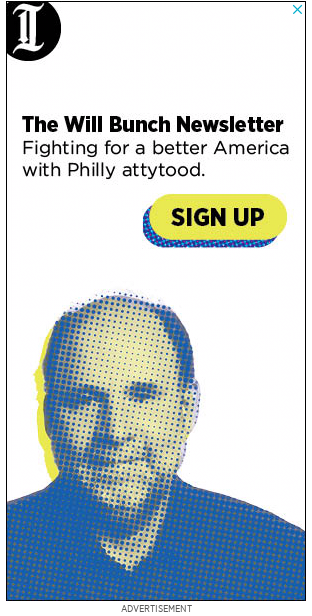 I
The Will Bunch Newsletter
Fighting for a better America
with Philly attytood.
SIGN UP
ADVERTISEMENT